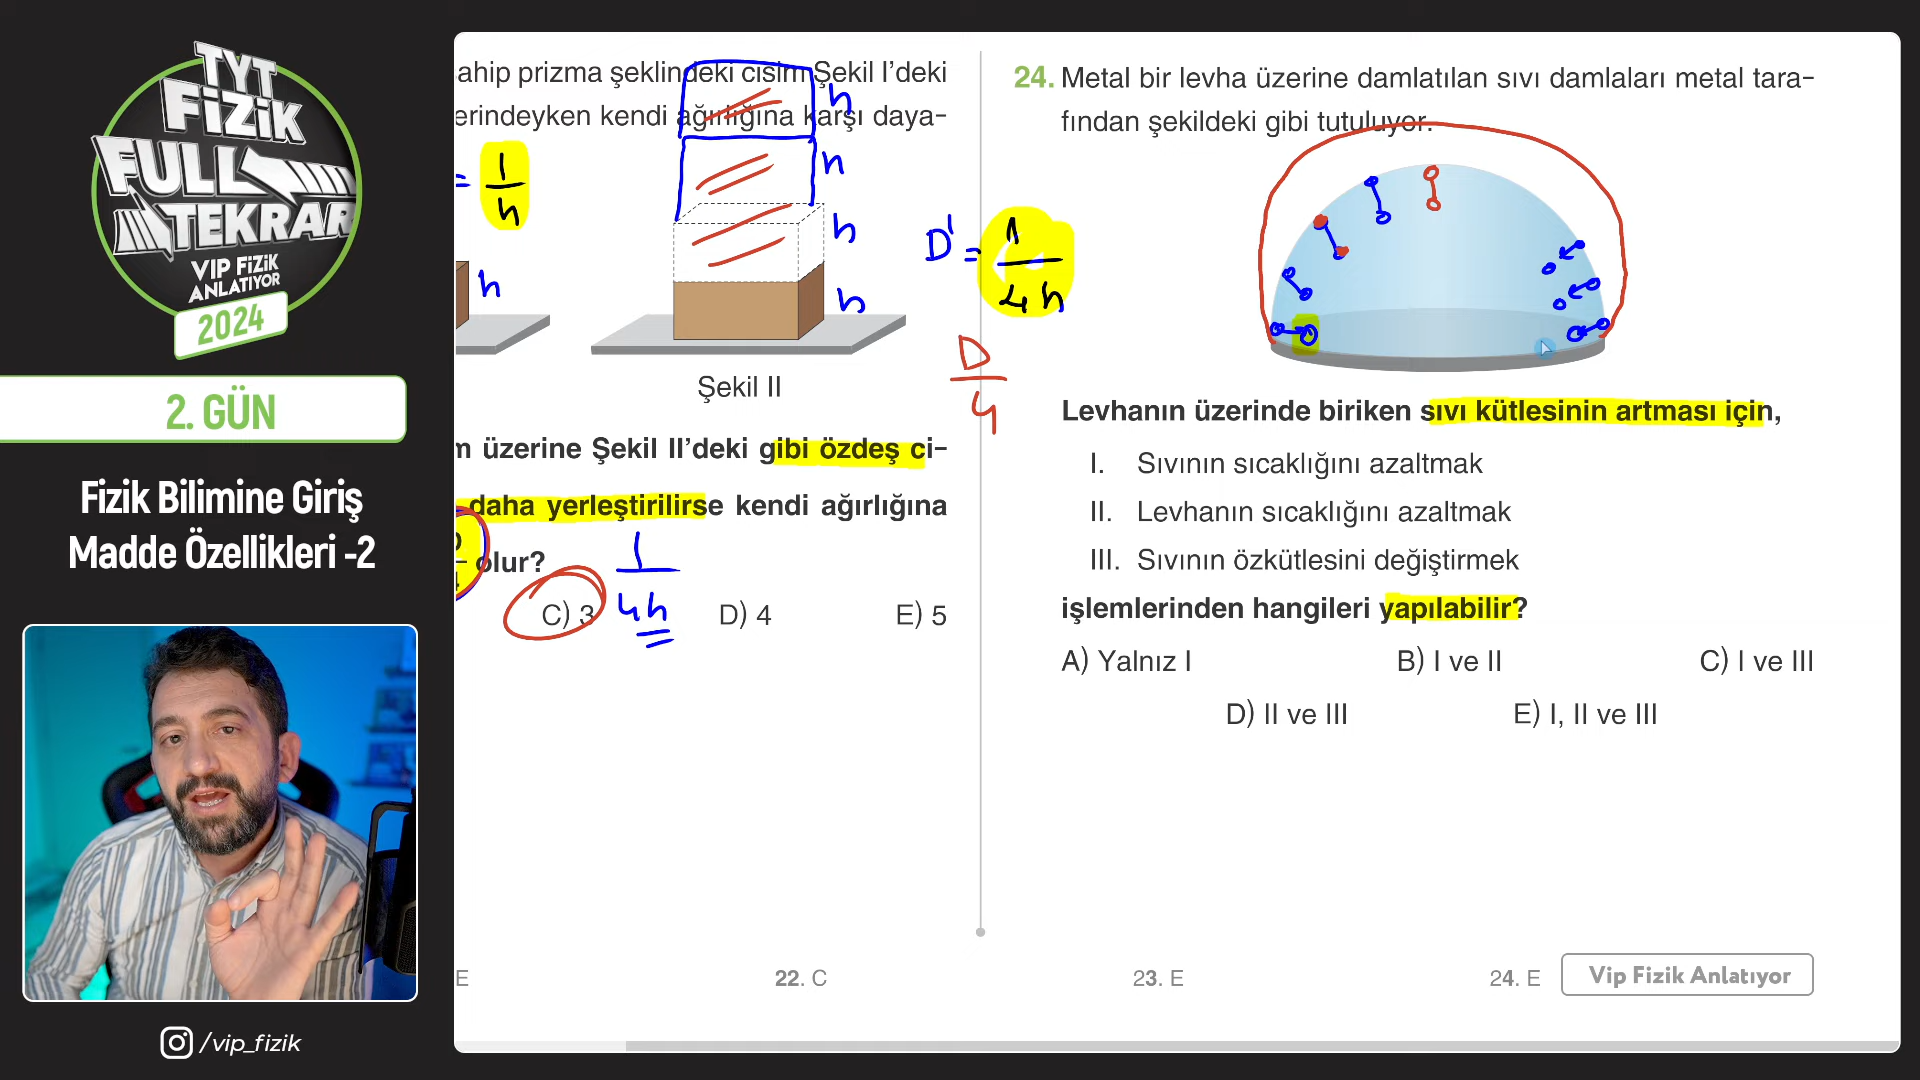 TYT
FİZİK
FULL
TEKRAR
VIP FİZİK
ANLATIYOR
2024
2. GÜN
Fizik Bilimine Giriş
Madde Özellikleri -2
/vip_fizik
ahip prizma şeklindeki cisim Şekil I’deki
erindeyken kendi ağırlığına karşı daya-
= 1/h
h
h
h
h
h
D' = 1/4h
D/4
Şekil II
m üzerine Şekil II’deki gibi özdeş ci-
daha yerleştirilirse kendi ağırlığına
olur?
1/4h
C) 3 D) 4 E) 5
24. Metal bir levha üzerine damlatılan sıvı damlaları metal tara-
fından şekildeki gibi tutuluyor.
Levhanın üzerinde biriken sıvı kütlesinin artması için,
I. Sıvının sıcaklığını azaltmak
II. Levhanın sıcaklığını azaltmak
III. Sıvının özkütlesini değiştirmek
işlemlerinden hangileri yapılabilir?
A) Yalnız I B) I ve II C) I ve III
D) II ve III E) I, II ve III
E 22. C 23. E 24. E
Vip Fizik Anlatıyor